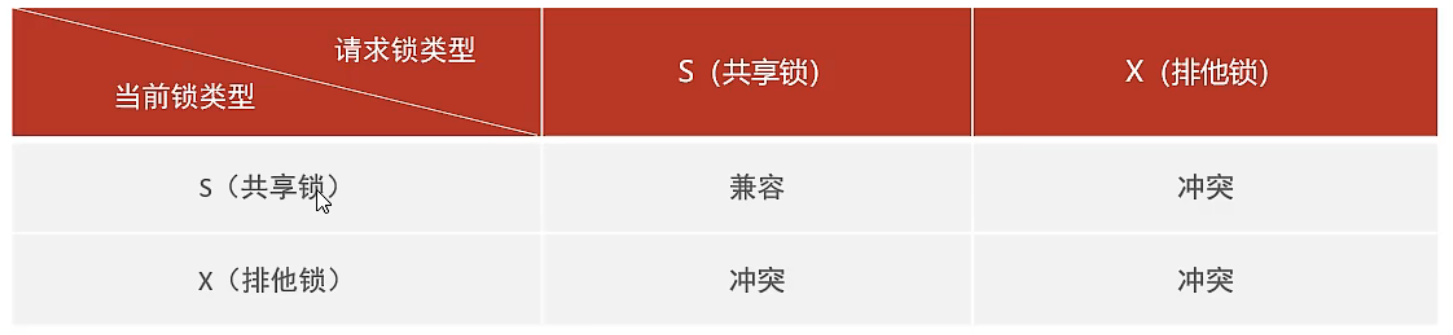 请求锁类型
当前锁类型
S（共享锁）
X（排他锁）
S（共享锁）
兼容
冲突
X（排他锁）
冲突
冲突